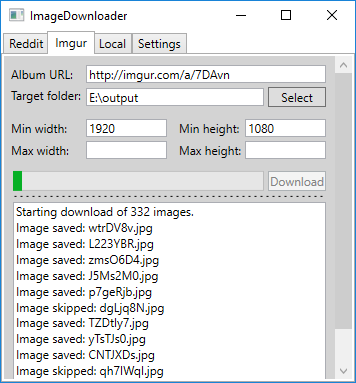 ImageDownloader
Reddit Imgur Local Settings
Album URL: http://imgur.com/a/7DAvn
Target folder: E:\output Select
Min width: 1920 Min height: 1080
Max width: Max height:
Download
Starting download of 332 images.
Image saved: wtrDV8v.jpg
Image saved: L223YBR.jpg
Image saved: zmsO6D4.jpg
Image saved: J5Ms2M0.jpg
Image saved: p7geRjb.jpg
Image skipped: dgLjq8N.jpg
Image saved: TZDtly7.jpg
Image saved: yTsTJs0.jpg
Image saved: CNTJXDs.jpg
Image skipped: qh7IWqI.jpg